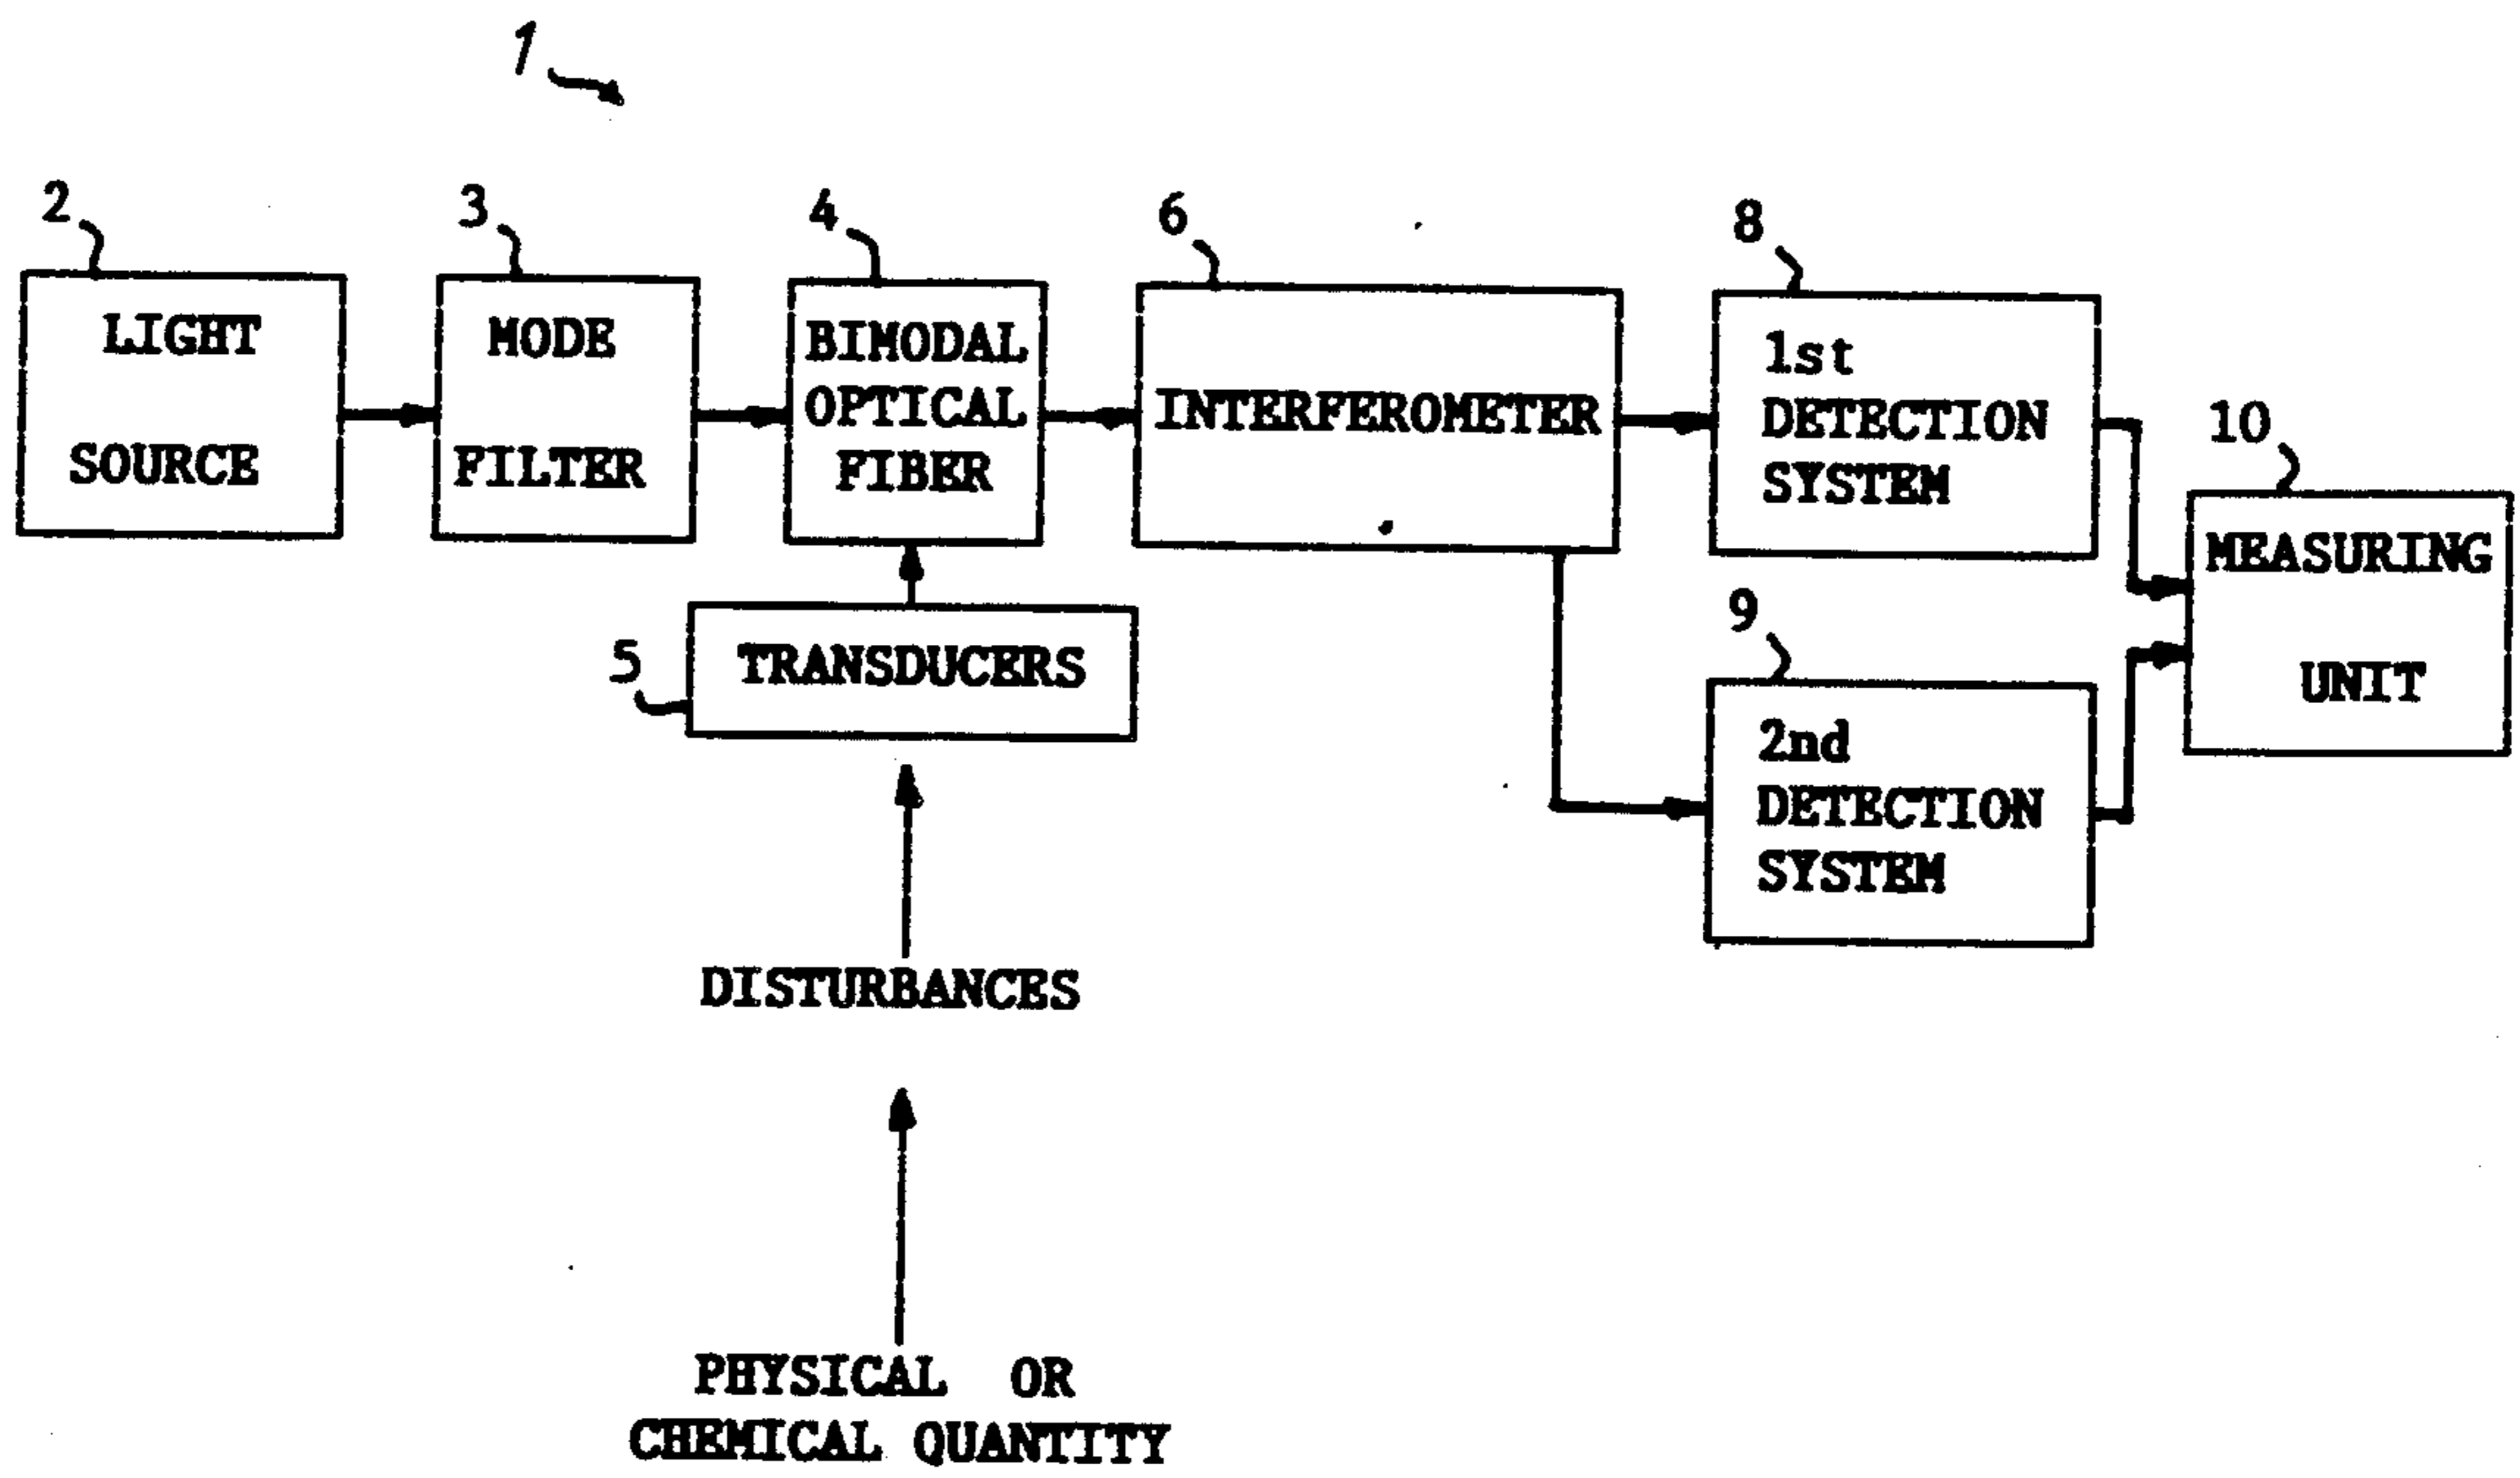 1
2
3
4
6
8
LIGHT
SOURCE
MODE
FILTER
BIMODAL
OPTICAL
FIBER
INTERFEROMETER
1st
DETECTION
SYSTEM
10
MEASURING
UNIT
5
TRANSDUCERS
9
2nd
DETECTION
SYSTEM
DISTURBANCES
PHYSICAL OR
CHEMICAL QUANTITY